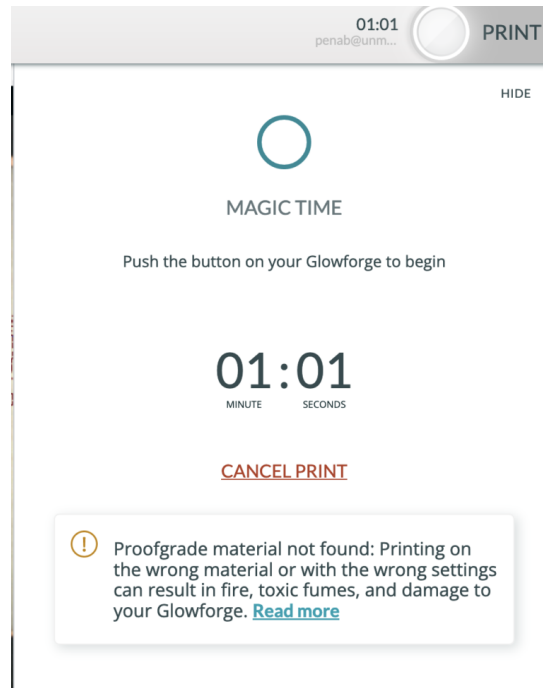 01:01
penab@unm...
PRINT
HIDE
MAGIC TIME
Push the button on your Glowforge to begin
01:01
MINUTE SECONDS
CANCEL PRINT
Proofgrade material not found: Printing on
the wrong material or with the wrong settings
can result in fire, toxic fumes, and damage to
your Glowforge. Read more